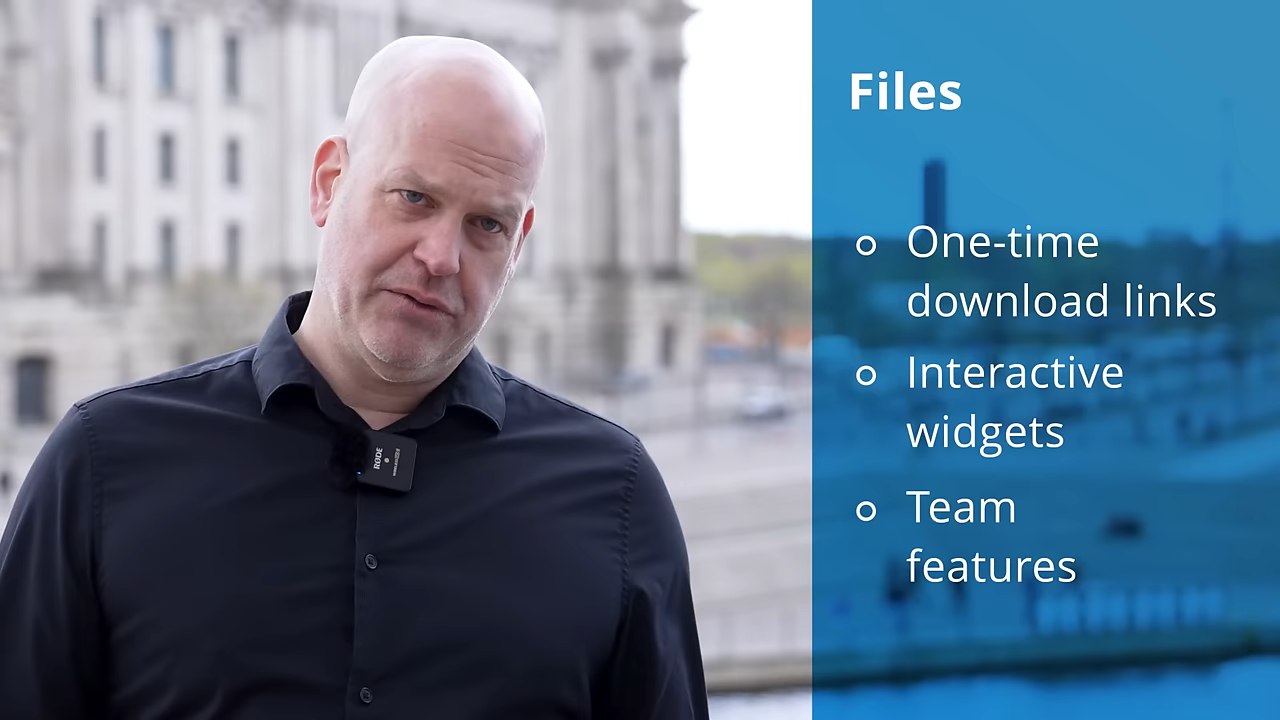 Files
One-time
download links
Interactive
widgets
Team
features
RØDE